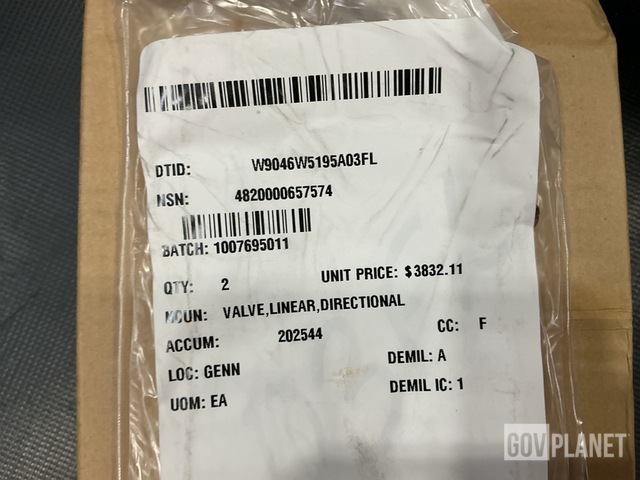 DTID: W9046W5195A03FL
NSN: 4820000657574
BATCH: 1007695011
QTY: 2 UNIT PRICE: $3832.11
NOUN: VALVE,LINEAR,DIRECTIONAL
ACCUM: 202544 CC: F
LOC: GENN DEMIL: A
UOM: EA DEMIL IC: 1
GOVPLANET